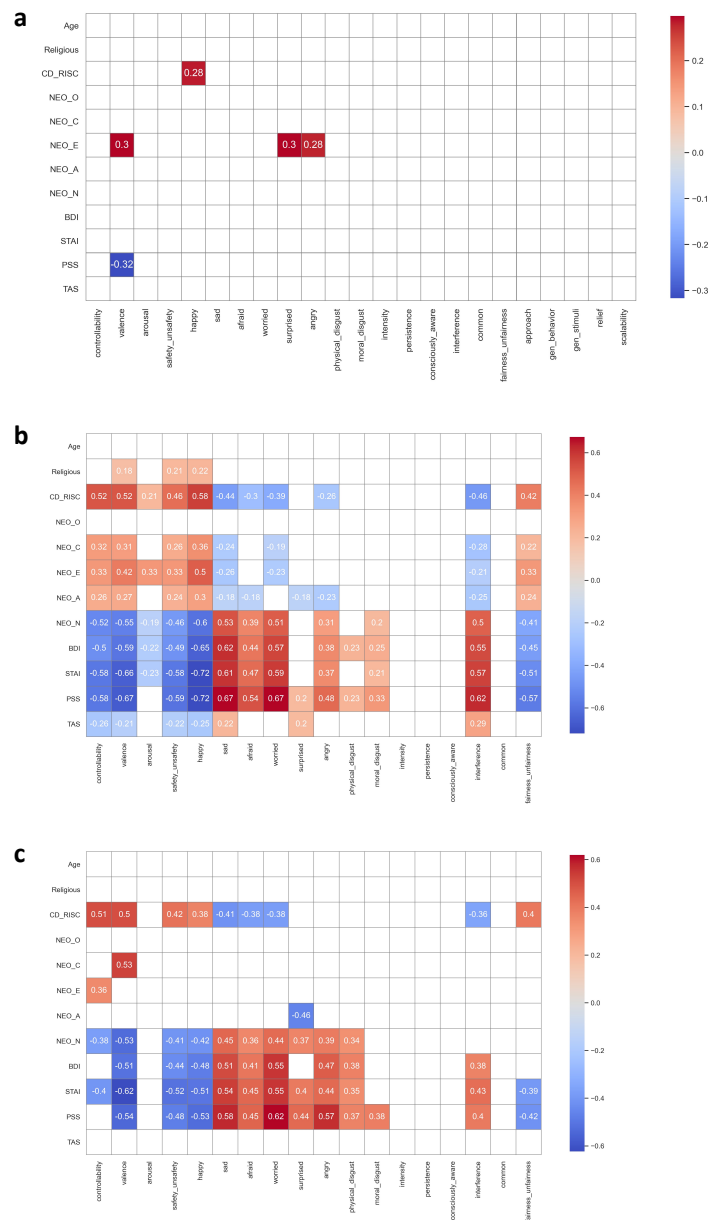 a
Age
Religious
CD_RISC 0.28
NEO_O
NEO_C
NEO_E 0.3 0.3 0.28
NEO_A
NEO_N
BDI
STAI
PSS -0.32
TAS
controllability
valence
arousal
safety_unsafety
happy
sad
afraid
worried
surprised
angry
physical_disgust
moral_disgust
intensity
persistence
consciously_aware
interference
common
fairness_unfairness
approach
gen_behavior
gen_stimuli
relief
scalability
0.2
0.1
0.0
-0.1
-0.2
-0.3
b
Age
Religious 0.18 0.21 0.22
CD_RISC 0.52 0.52 0.21 0.46 0.58 -0.44 -0.3 -0.39 -0.26 -0.46 0.42
NEO_O
NEO_C 0.32 0.31 0.26 0.36 -0.24 -0.19 -0.28 0.22
NEO_E 0.33 0.42 0.33 0.33 0.5 -0.26 -0.23 -0.21 0.33
NEO_A 0.26 0.27 0.24 0.3 -0.18 -0.18 -0.18 -0.23 -0.25 0.24
NEO_N -0.52 -0.55 -0.19 -0.46 -0.6 0.53 0.39 0.51 0.31 0.2 0.5 -0.41
BDI -0.5 -0.59 -0.22 -0.49 -0.65 0.62 0.44 0.57 0.38 0.23 0.25 0.55 -0.45
STAI -0.58 -0.66 -0.23 -0.58 -0.72 0.61 0.47 0.59 0.37 0.21 0.57 -0.51
PSS -0.58 -0.67 -0.59 -0.72 0.67 0.54 0.67 0.2 0.48 0.23 0.33 0.62 -0.57
TAS -0.26 -0.21 -0.22 -0.25 0.22 0.2 0.29
controllability
valence
arousal
safety_unsafety
happy
sad
afraid
worried
surprised
angry
physical_disgust
moral_disgust
intensity
persistence
consciously_aware
interference
common
fairness_unfairness
0.6
0.4
0.2
0.0
-0.2
-0.4
-0.6
c
Age
Religious
CD_RISC 0.51 0.5 0.42 0.38 -0.41 -0.38 -0.38 -0.36 0.4
NEO_O
NEO_C 0.53
NEO_E 0.36
NEO_A -0.46
NEO_N -0.38 -0.53 -0.41 -0.42 0.45 0.36 0.44 0.37 0.39 0.34
BDI -0.51 -0.44 -0.48 0.51 0.41 0.55 0.47 0.38 0.38
STAI -0.4 -0.62 -0.52 -0.51 0.54 0.45 0.55 0.4 0.44 0.35 0.43 -0.39
PSS -0.54 -0.48 -0.53 0.58 0.45 0.62 0.44 0.57 0.37 0.38 0.4 -0.42
TAS
controllability
valence
arousal
safety_unsafety
happy
sad
afraid
worried
surprised
angry
physical_disgust
moral_disgust
intensity
persistence
consciously_aware
interference
common
fairness_unfairness
0.6
0.4
0.2
0.0
-0.2
-0.4
-0.6